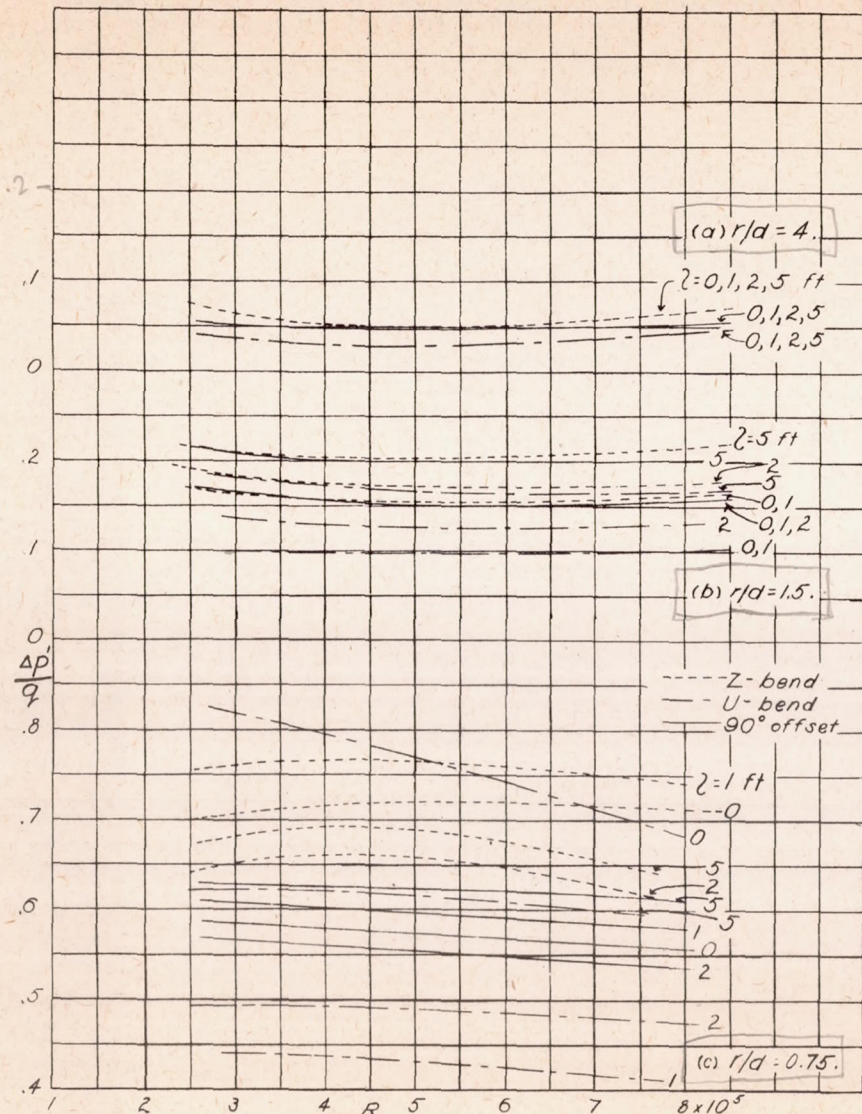 .2
(a) r/d = 4.
l=0,1,2,5 ft
.1
0,1,2,5
0,1,2,5
0
l=5 ft
.2
5 2
5
0,1
0,1,2
2
.1
0,1
(b) r/d=1.5.
0
Δp'/q
Z-bend
U-bend
90° offset
.8
l=1 ft
.7
0
0
5
2
5
.6
5
1
0
2
.5
2
(c) r/d = 0.75.
1
.4
1 2 3 4 R 5 6 7 8 x 10⁵